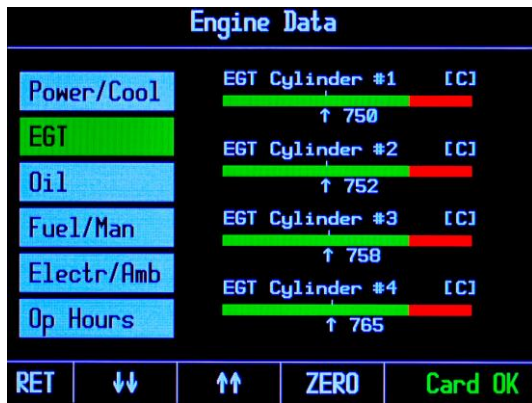 Engine Data
Power/Cool
EGT
Oil
Fuel/Man
Electr/Amb
Op Hours
EGT Cylinder #1 [C]
↑ 750
EGT Cylinder #2 [C]
↑ 752
EGT Cylinder #3 [C]
↑ 758
EGT Cylinder #4 [C]
↑ 765
RET ↓↓ ↑↑ ZERO Card OK